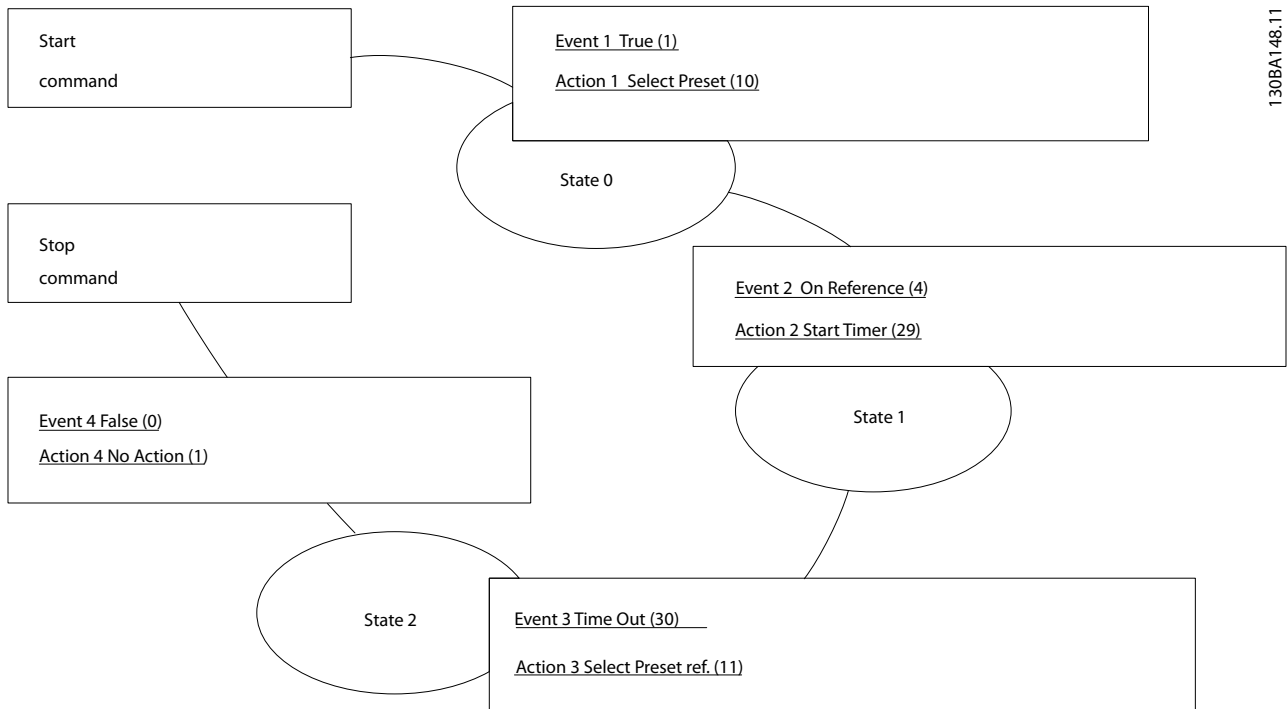 Start
command
Event 1 True (1)
Action 1 Select Preset (10)
130BA148.11
State 0
Stop
command
Event 2 On Reference (4)
Action 2 Start Timer (29)
Event 4 False (0)
Action 4 No Action (1)
State 1
State 2
Event 3 Time Out (30)
Action 3 Select Preset ref. (11)